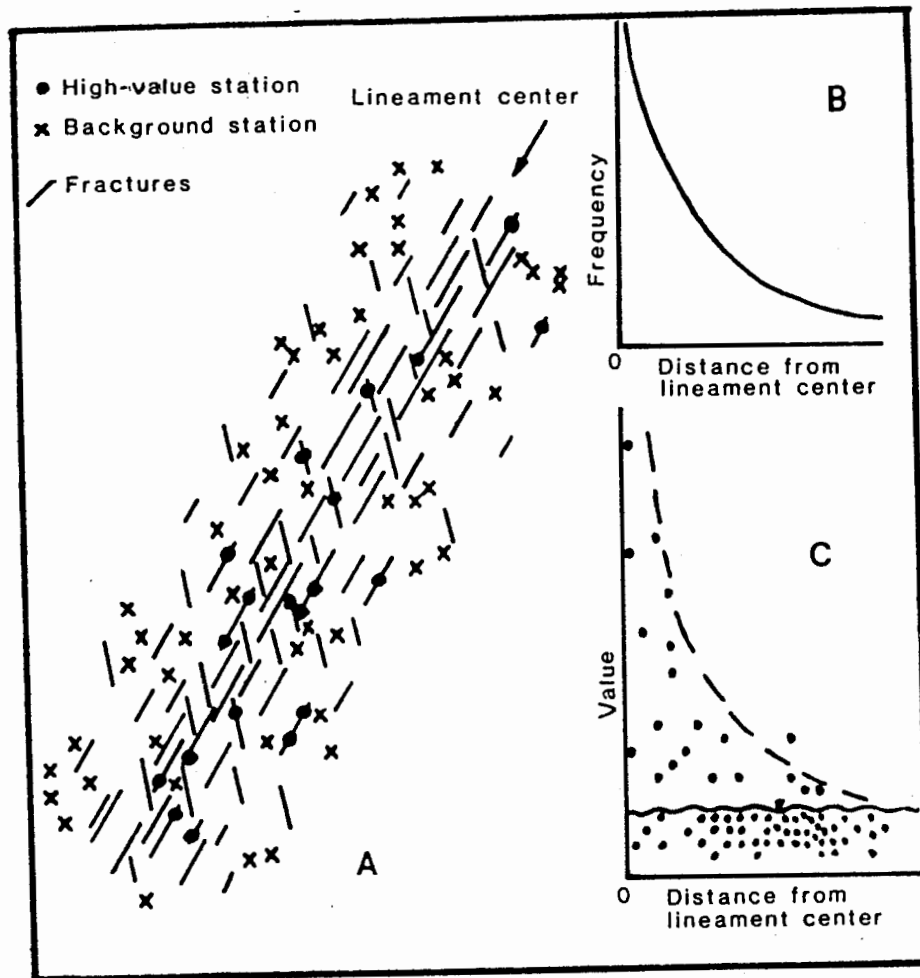 High-value station
Background station
Fractures
Lineament center
A
B
Frequency
0
Distance from
lineament center
C
Value
0
Distance from
lineament center